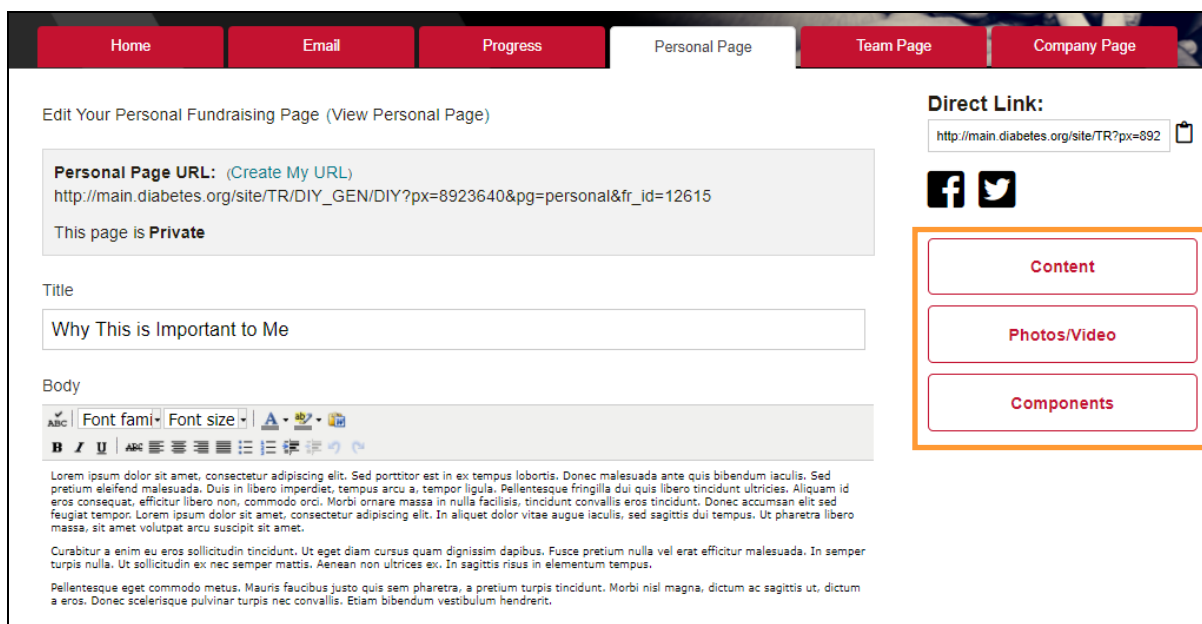 Home Email Progress Personal Page Team Page Company Page
Edit Your Personal Fundraising Page (View Personal Page)
Personal Page URL: (Create My URL)
http://main.diabetes.org/site/TR/DIY_GEN/DIY?px=8923640&pg=personal&fr_id=12615
This page is Private
Title
Why This is Important to Me
Body
ABC Font fami Font size A ab
B I U ABC
Lorem ipsum dolor sit amet, consectetur adipiscing elit. Sed porttitor est in ex tempus lobortis. Donec malesuada ante quis bibendum iaculis. Sed
pretium eleifend malesuada. Duis in libero imperdiet, tempus arcu a, tempor ligula. Pellentesque fringilla dui quis libero tincidunt ultricies. Aliquam id
eros consequat, efficitur libero non, commodo orci. Morbi ornare massa in nulla facilisis, tincidunt convallis eros tincidunt. Donec accumsan elit sed
feugiat tempor. Lorem ipsum dolor sit amet, consectetur adipiscing elit. In aliquet dolor vitae augue iaculis, sed sagittis dui tempus. Ut pharetra libero
massa, sit amet volutpat arcu suscipit sit amet.
Curabitur a enim eu eros sollicitudin tincidunt. Ut eget diam cursus quam dignissim dapibus. Fusce pretium nulla vel erat efficitur malesuada. In semper
turpis nulla. Ut sollicitudin ex nec semper mattis. Aenean non ultrices ex. In sagittis risus in elementum tempus.
Pellentesque eget commodo metus. Mauris faucibus justo quis sem pharetra, a pretium turpis tincidunt. Morbi nisl magna, dictum ac sagittis ut, dictum
a eros. Donec scelerisque pulvinar turpis nec convallis. Etiam bibendum vestibulum hendrerit.
Direct Link:
http://main.diabetes.org/site/TR?px=892
Content
Photos/Video
Components